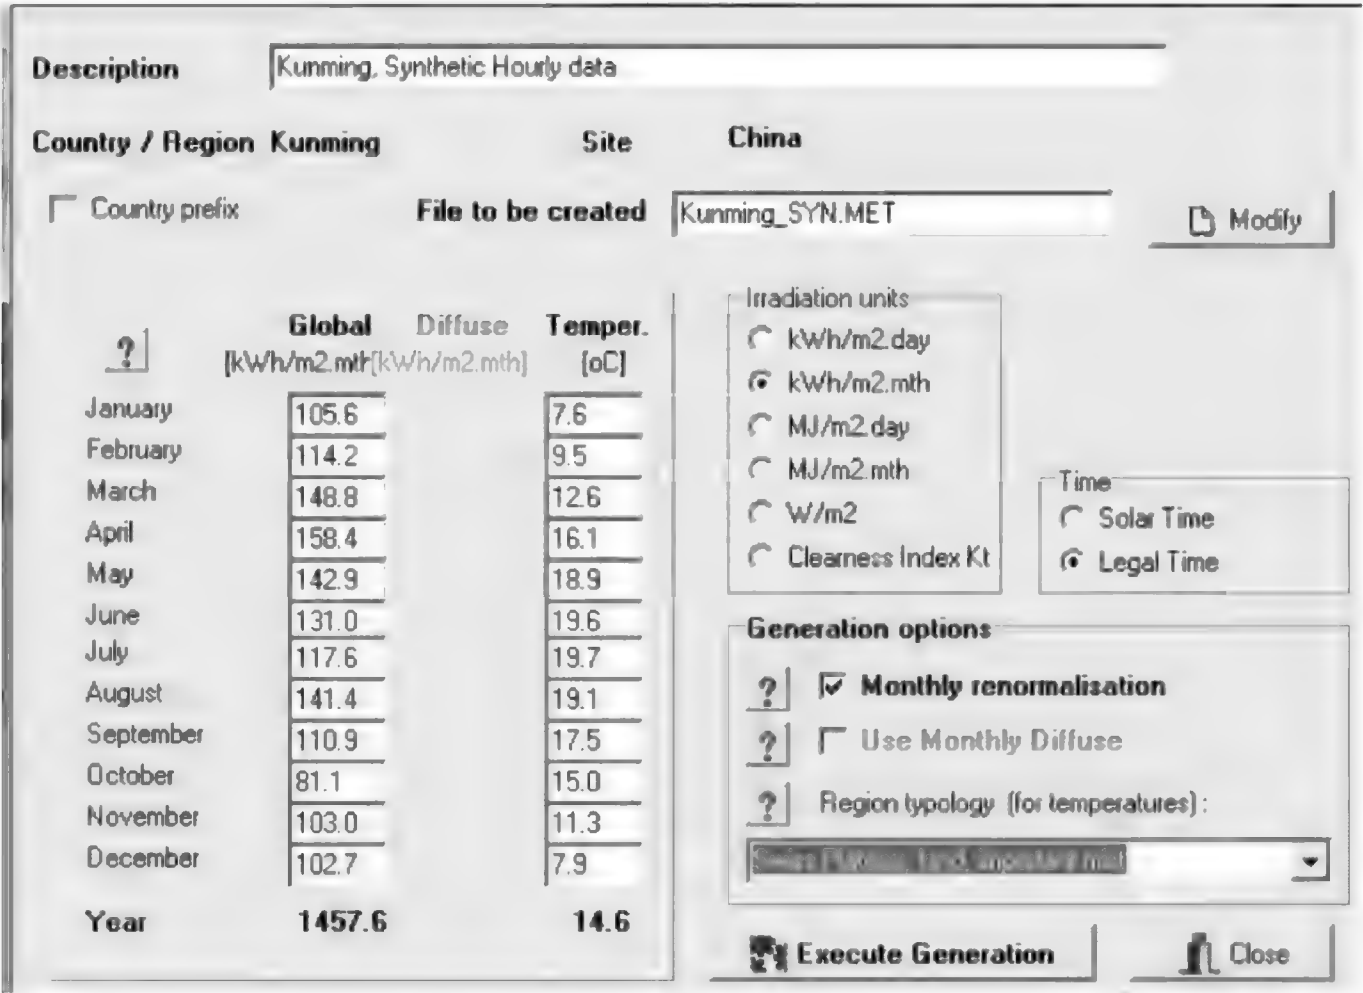 Description Kunming, Synthetic Hourly data
Country / Region Kunming Site China
Country prefix File to be created Kunming_SYN.MET Modify
Global Diffuse Temper.
? [kWh/m2.mth [kWh/m2.mth] [oC]
January 105.6 7.6
February 114.2 9.5
March 148.8 12.6
April 158.4 16.1
May 142.9 18.9
June 131.0 19.6
July 117.6 19.7
August 141.4 19.1
September 110.9 17.5
October 81.1 15.0
November 103.0 11.3
December 102.7 7.9
Year 1457.6 14.6
Irradiation units
kWh/m2.day
kWh/m2.mth
MJ/m2.day
MJ/m2.mth
W/m2
Clearness Index Kt
Time
Solar Time
Legal Time
Generation options
? Monthly renormalisation
? Use Monthly Diffuse
? Region typology (for temperatures) :
Execute Generation Close